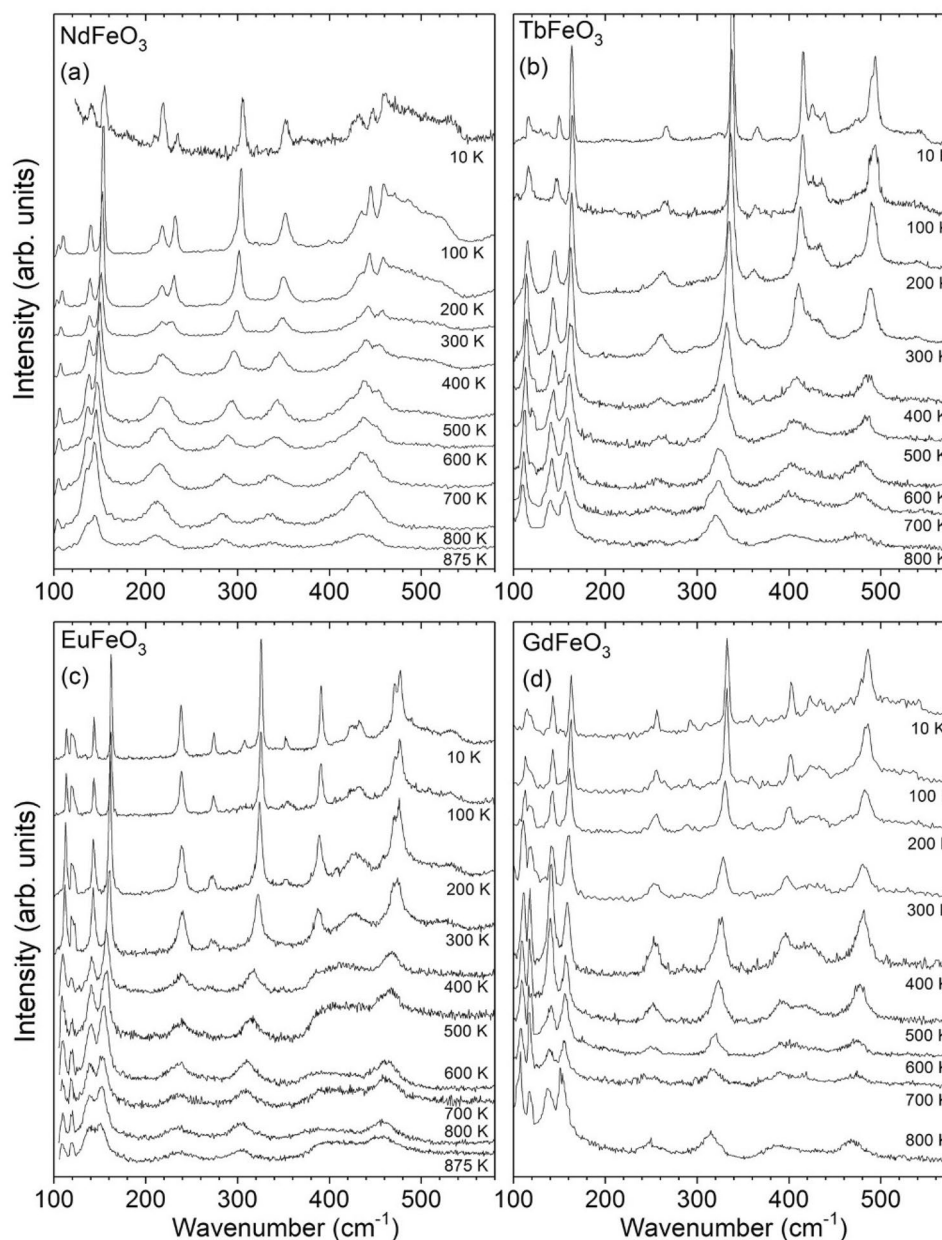 NdFeO3
(a)
10 K
100 K
200 K
300 K
400 K
500 K
600 K
700 K
800 K
875 K
100 200 300 400 500
TbFeO3
(b)
10 K
100 K
200 K
300 K
400 K
500 K
600 K
700 K
800 K
100 200 300 400 500
Intensity (arb. units)
EuFeO3
(c)
10 K
100 K
200 K
300 K
400 K
500 K
600 K
700 K
800 K
875 K
100 200 300 400 500
Wavenumber (cm-1)
GdFeO3
(d)
10 K
100
200 K
300 K
400 K
500 K
600 K
700 K
800 K
100 200 300 400 500
Wavenumber (cm-1)
Intensity (arb. units)